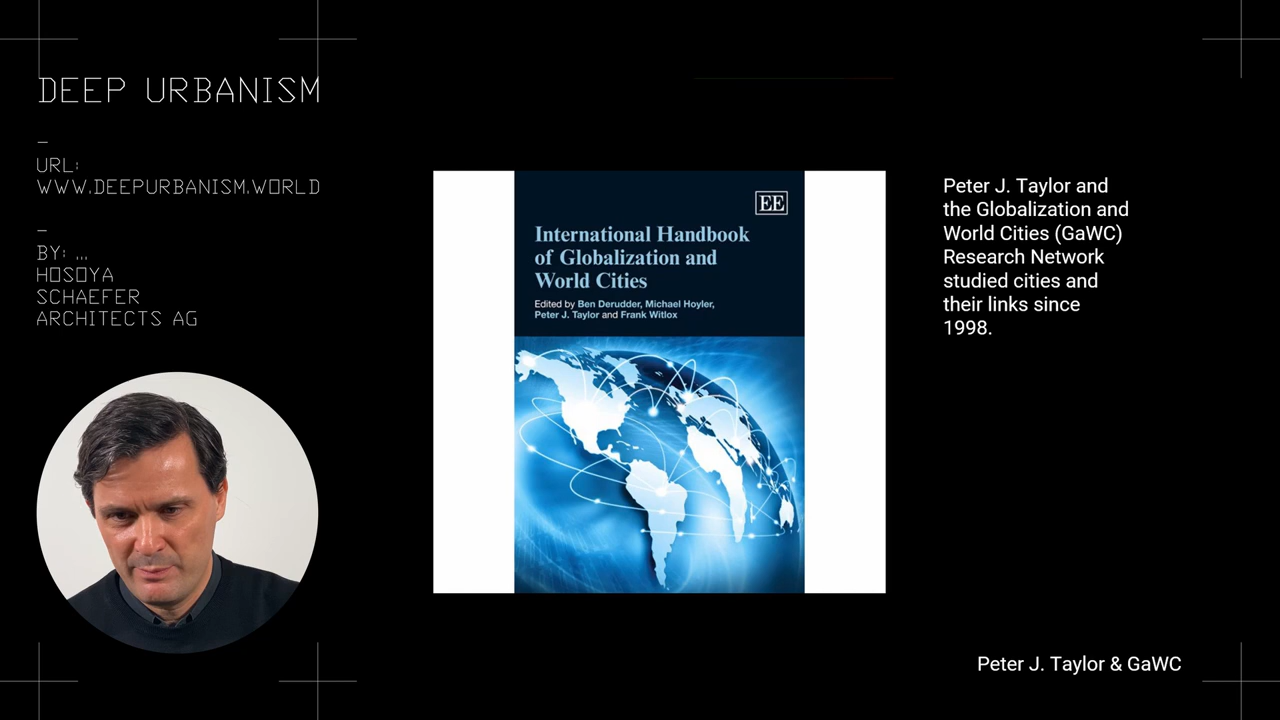 DEEP URBANISM
–
URL:
WWW.DEEPURBANISM.WORLD
–
BY: ...
HOSOYA
SCHAEFER
ARCHITECTS AG
EE
International Handbook
of Globalization and
World Cities
Edited by Ben Derudder, Michael Hoyler,
Peter J. Taylor and Frank Witlox
Peter J. Taylor and
the Globalization and
World Cities (GaWC)
Research Network
studied cities and
their links since
1998.
Peter J. Taylor & GaWC